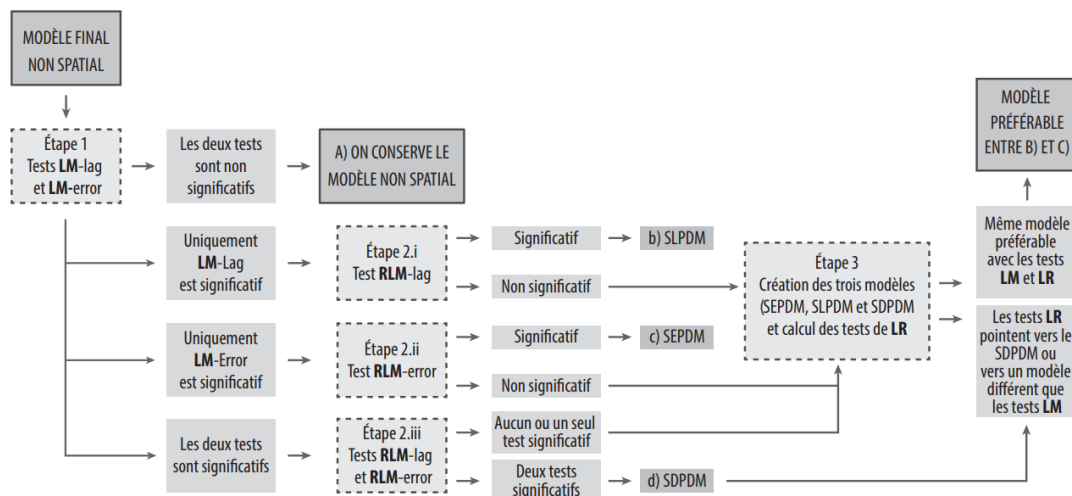 MODÈLE FINAL
NON SPATIAL
Étape 1
Tests LM-lag
et LM-error
Les deux tests
sont non
significatifs
A) ON CONSERVE LE
MODÈLE NON SPATIAL
Uniquement
LM-Lag
est significatif
Étape 2.i
Test RLM-lag
Significatif
b) SLPDM
Non significatif
Uniquement
LM-Error
est significatif
Étape 2.ii
Test RLM-error
Significatif
c) SEPDM
Non significatif
Les deux tests
sont significatifs
Étape 2.iii
Tests RLM-lag
et RLM-error
Aucun ou un seul
test significatif
Deux tests
significatifs
d) SDPDM
Étape 3
Création des trois modèles
(SEPDM, SLPDM et SDPDM
et calcul des tests de LR
MODÈLE
PRÉFÉRABLE
ENTRE B) ET C)
Même modèle
préférable
avec les tests
LM et LR
Les tests LR
pointent vers le
SDPDM ou
vers un modèle
différent que
les tests LM